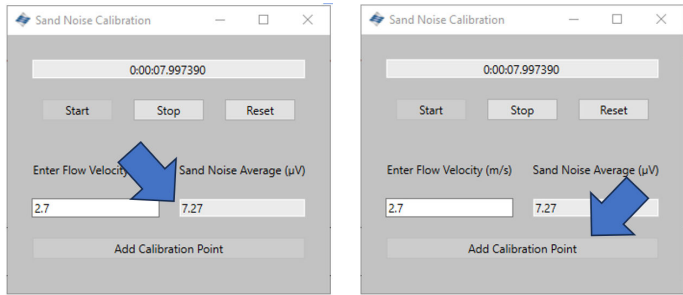 Sand Noise Calibration
0:00:07.997390
Start Stop Reset
Enter Flow Sand Noise Average (µV)
2.7 7.27
Add Calibration Point
Sand Noise Calibration
0:00:07.997390
Start Stop Reset
Enter Flow Velocity (m/s) Sand Noise Average (µV)
2.7 7.27
Add Calibration Point